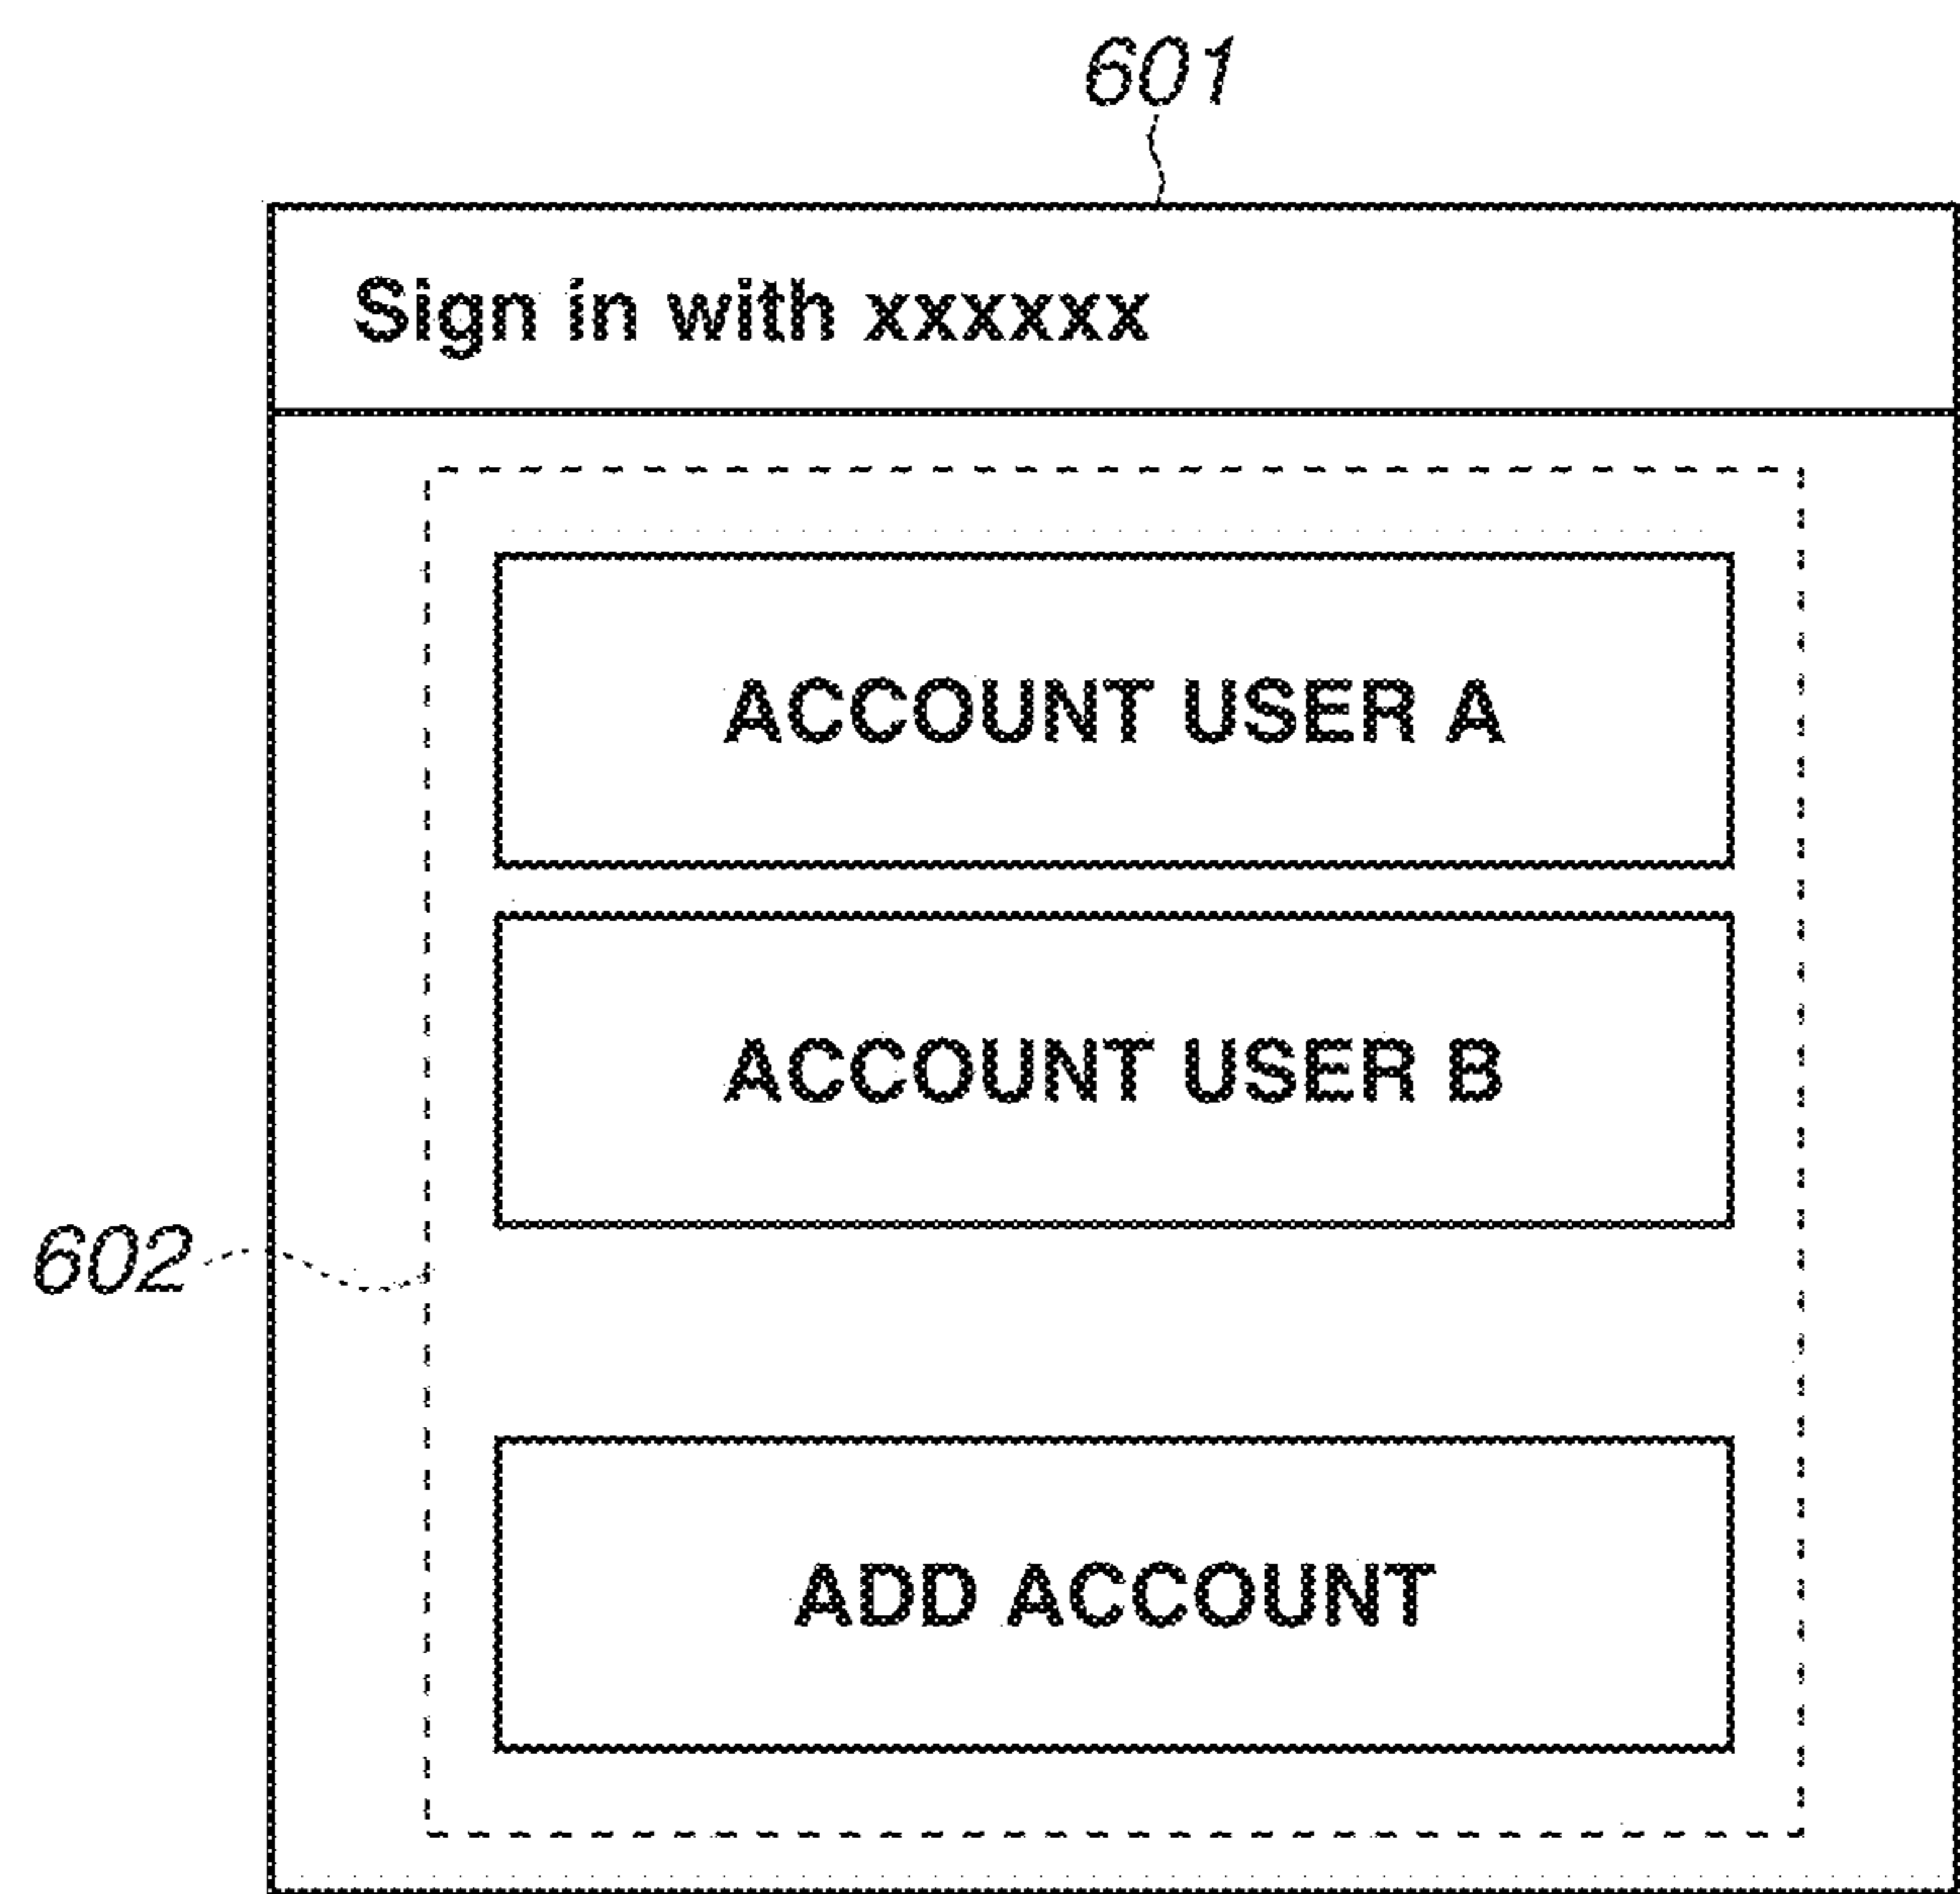 601
Sign in with xxxxxx
ACCOUNT USER A
ACCOUNT USER B
602
ADD ACCOUNT